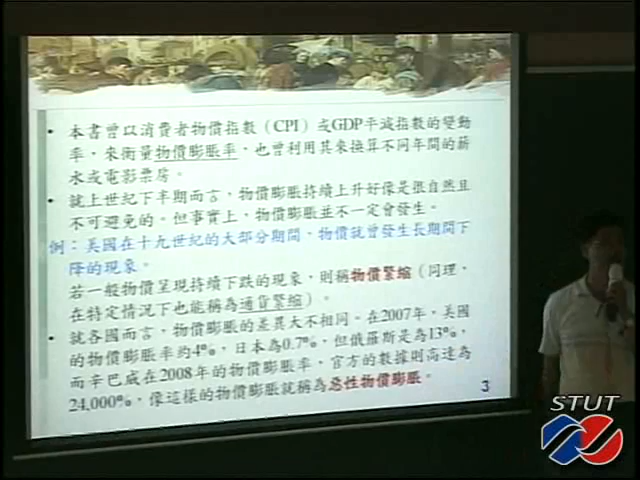 • 本書曾以消費者物價指數（CPI）或GDP平減指數的變動
率，來衡量物價膨脹率，也曾利用其來換算不同年間的薪
水或電影票房。
• 就上世紀下半期而言，物價膨脹持續上升好像是很自然且
不可避免的。但事實上，物價膨脹並不一定會發生。
例：美國在十九世紀的大部分期間，物價就曾發生長期間下
降的現象。
若一般物價呈現持續下跌的現象，則稱物價緊縮（同理，
在特定情況下也能稱為通貨緊縮）。
• 就各國而言，物價膨脹的差異大不相同。在2007年，美國
的物價膨脹率約4%，日本為0.7%，但俄羅斯是為13%，
而辛巴威在2008年的物價膨脹率，官方的數據則高達為
24,000%，像這樣的物價膨脹就稱為惡性物價膨脹。
3
STUT